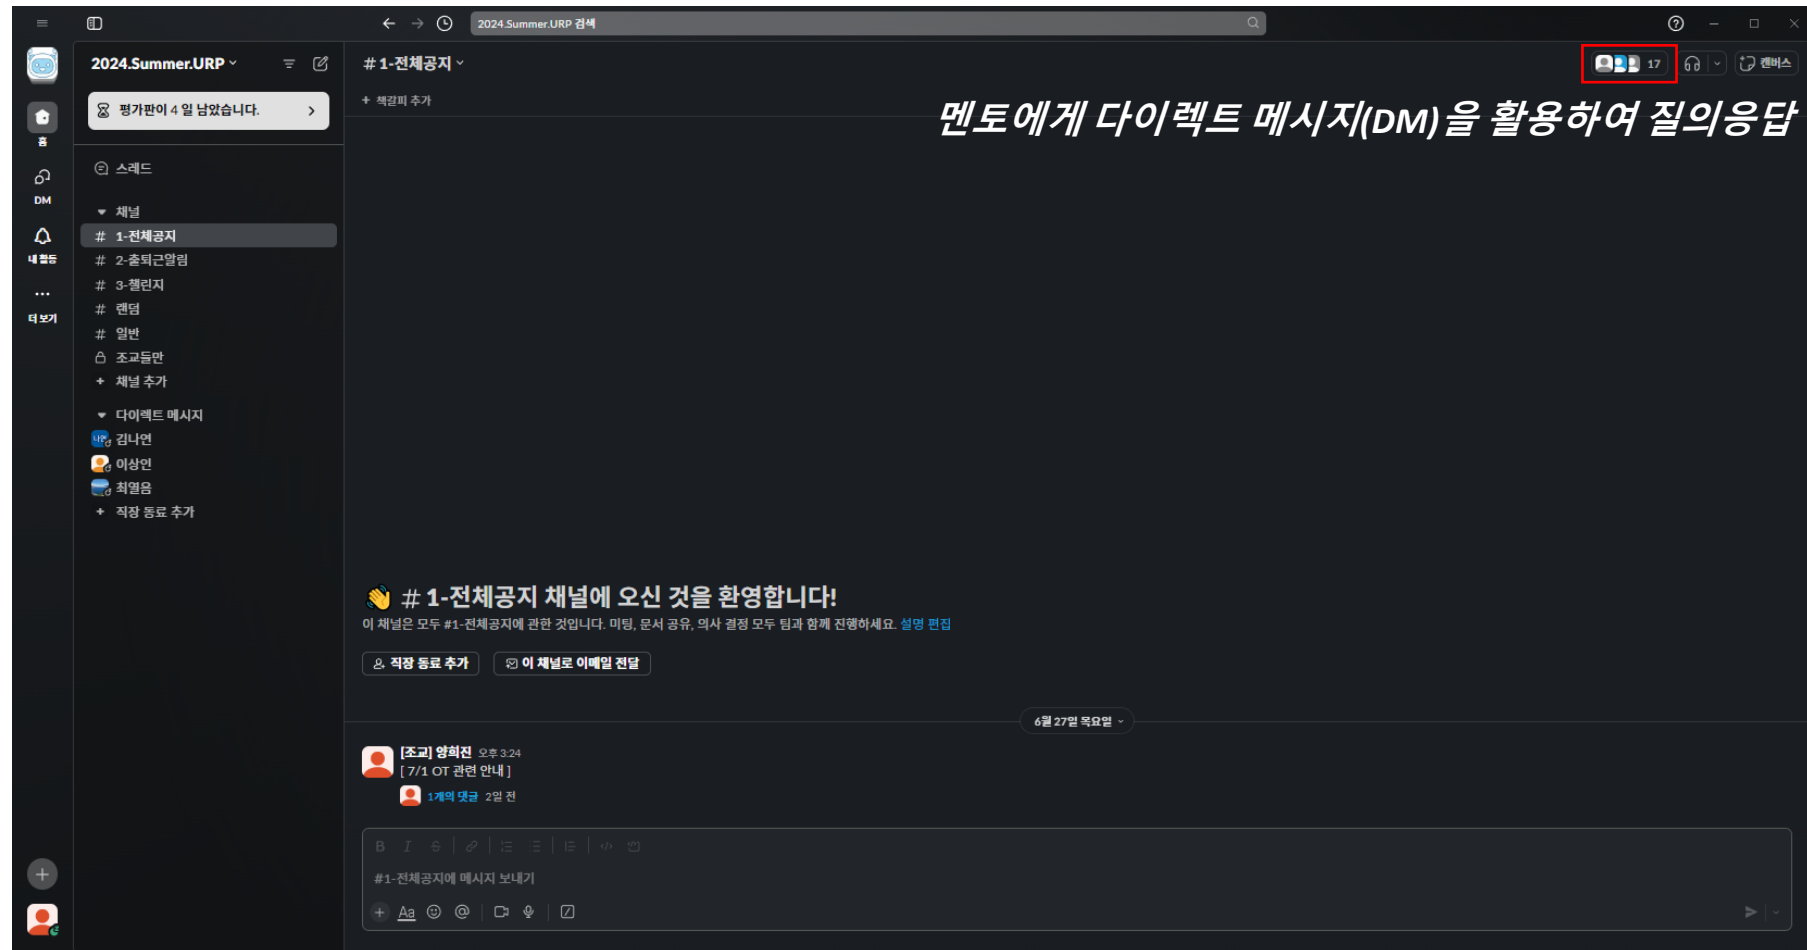 2024.Summer.URP 검색
2024.Summer.URP
# 1-전체공지
17
캔버스
평가판이 4 일 남았습니다.
+ 책갈피 추가
멘토에게 다이렉트 메시지(DM)을 활용하여 질의응답
홈
DM
내 활동
더 보기
스레드
채널
# 1-전체공지
# 2-출퇴근알림
# 3-챌린지
# 랜덤
# 일반
조교들만
+ 채널 추가
다이렉트 메시지
나연 김나연
이상인
최열음
+ 직장 동료 추가
# 1-전체공지 채널에 오신 것을 환영합니다!
이 채널은 모두 #1-전체공지에 관한 것입니다. 미팅, 문서 공유, 의사 결정 모두 팀과 함께 진행하세요. 설명 편집
직장 동료 추가
이 채널로 이메일 전달
6월 27일 목요일
[조교] 양희진 오후 3:24
[ 7/1 OT 관련 안내 ]
1개의 댓글 2일 전
B I S
#1-전체공지에 메시지 보내기
+ Aa @